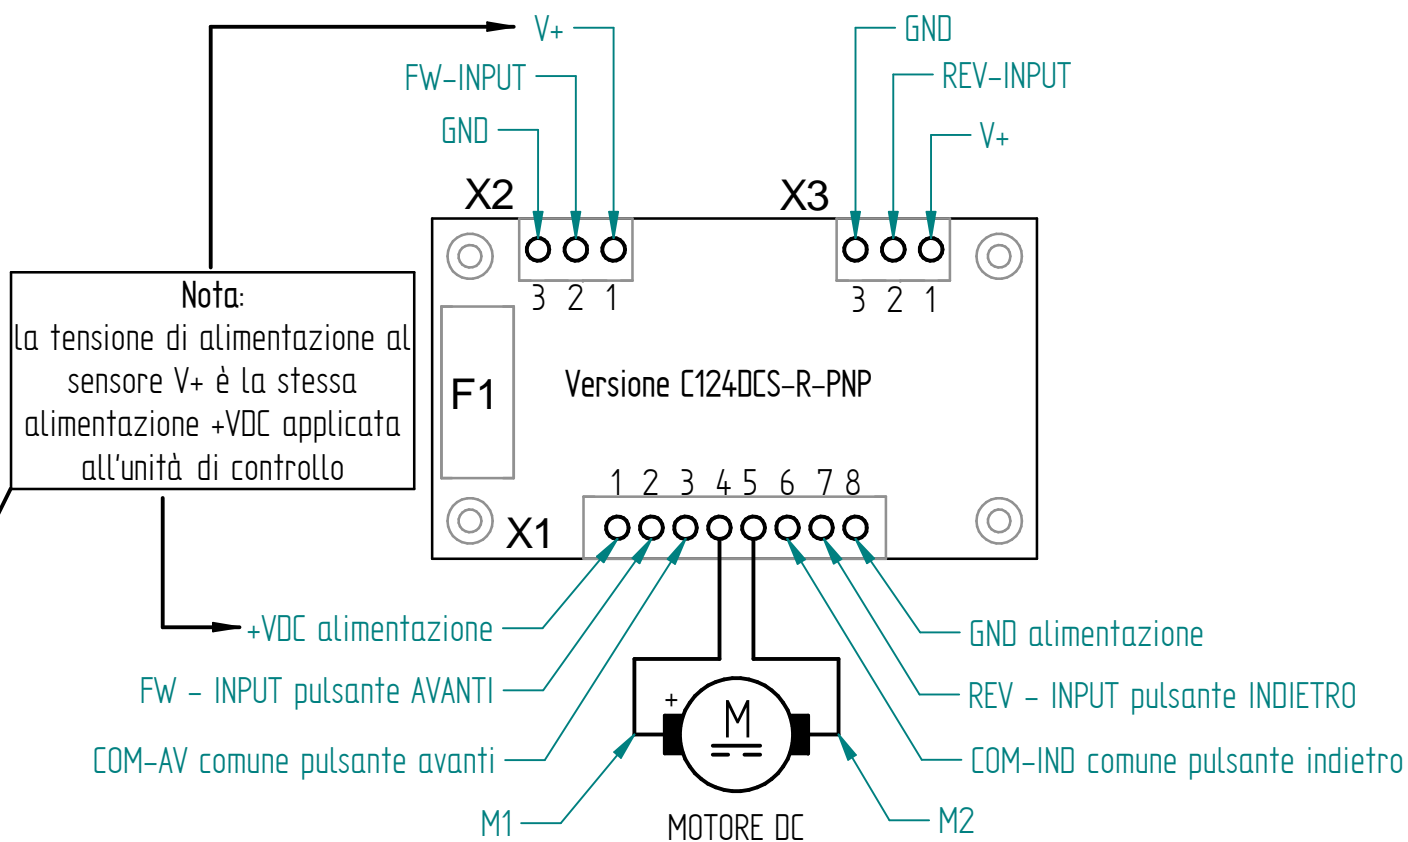 V+
GND
FW-INPUT
REV-INPUT
GND
V+
X2
X3
3 2 1
3 2 1
Nota:
la tensione di alimentazione al
sensore V+ è la stessa
alimentazione +VDC applicata
all'unità di controllo
F1
Versione C124DCS-R-PNP
1 2 3 4 5 6 7 8
X1
+VDC alimentazione
GND alimentazione
FW - INPUT pulsante AVANTI
REV - INPUT pulsante INDIETRO
+
M
COM-AV comune pulsante avanti
COM-IND comune pulsante indietro
M1
M2
MOTORE DC